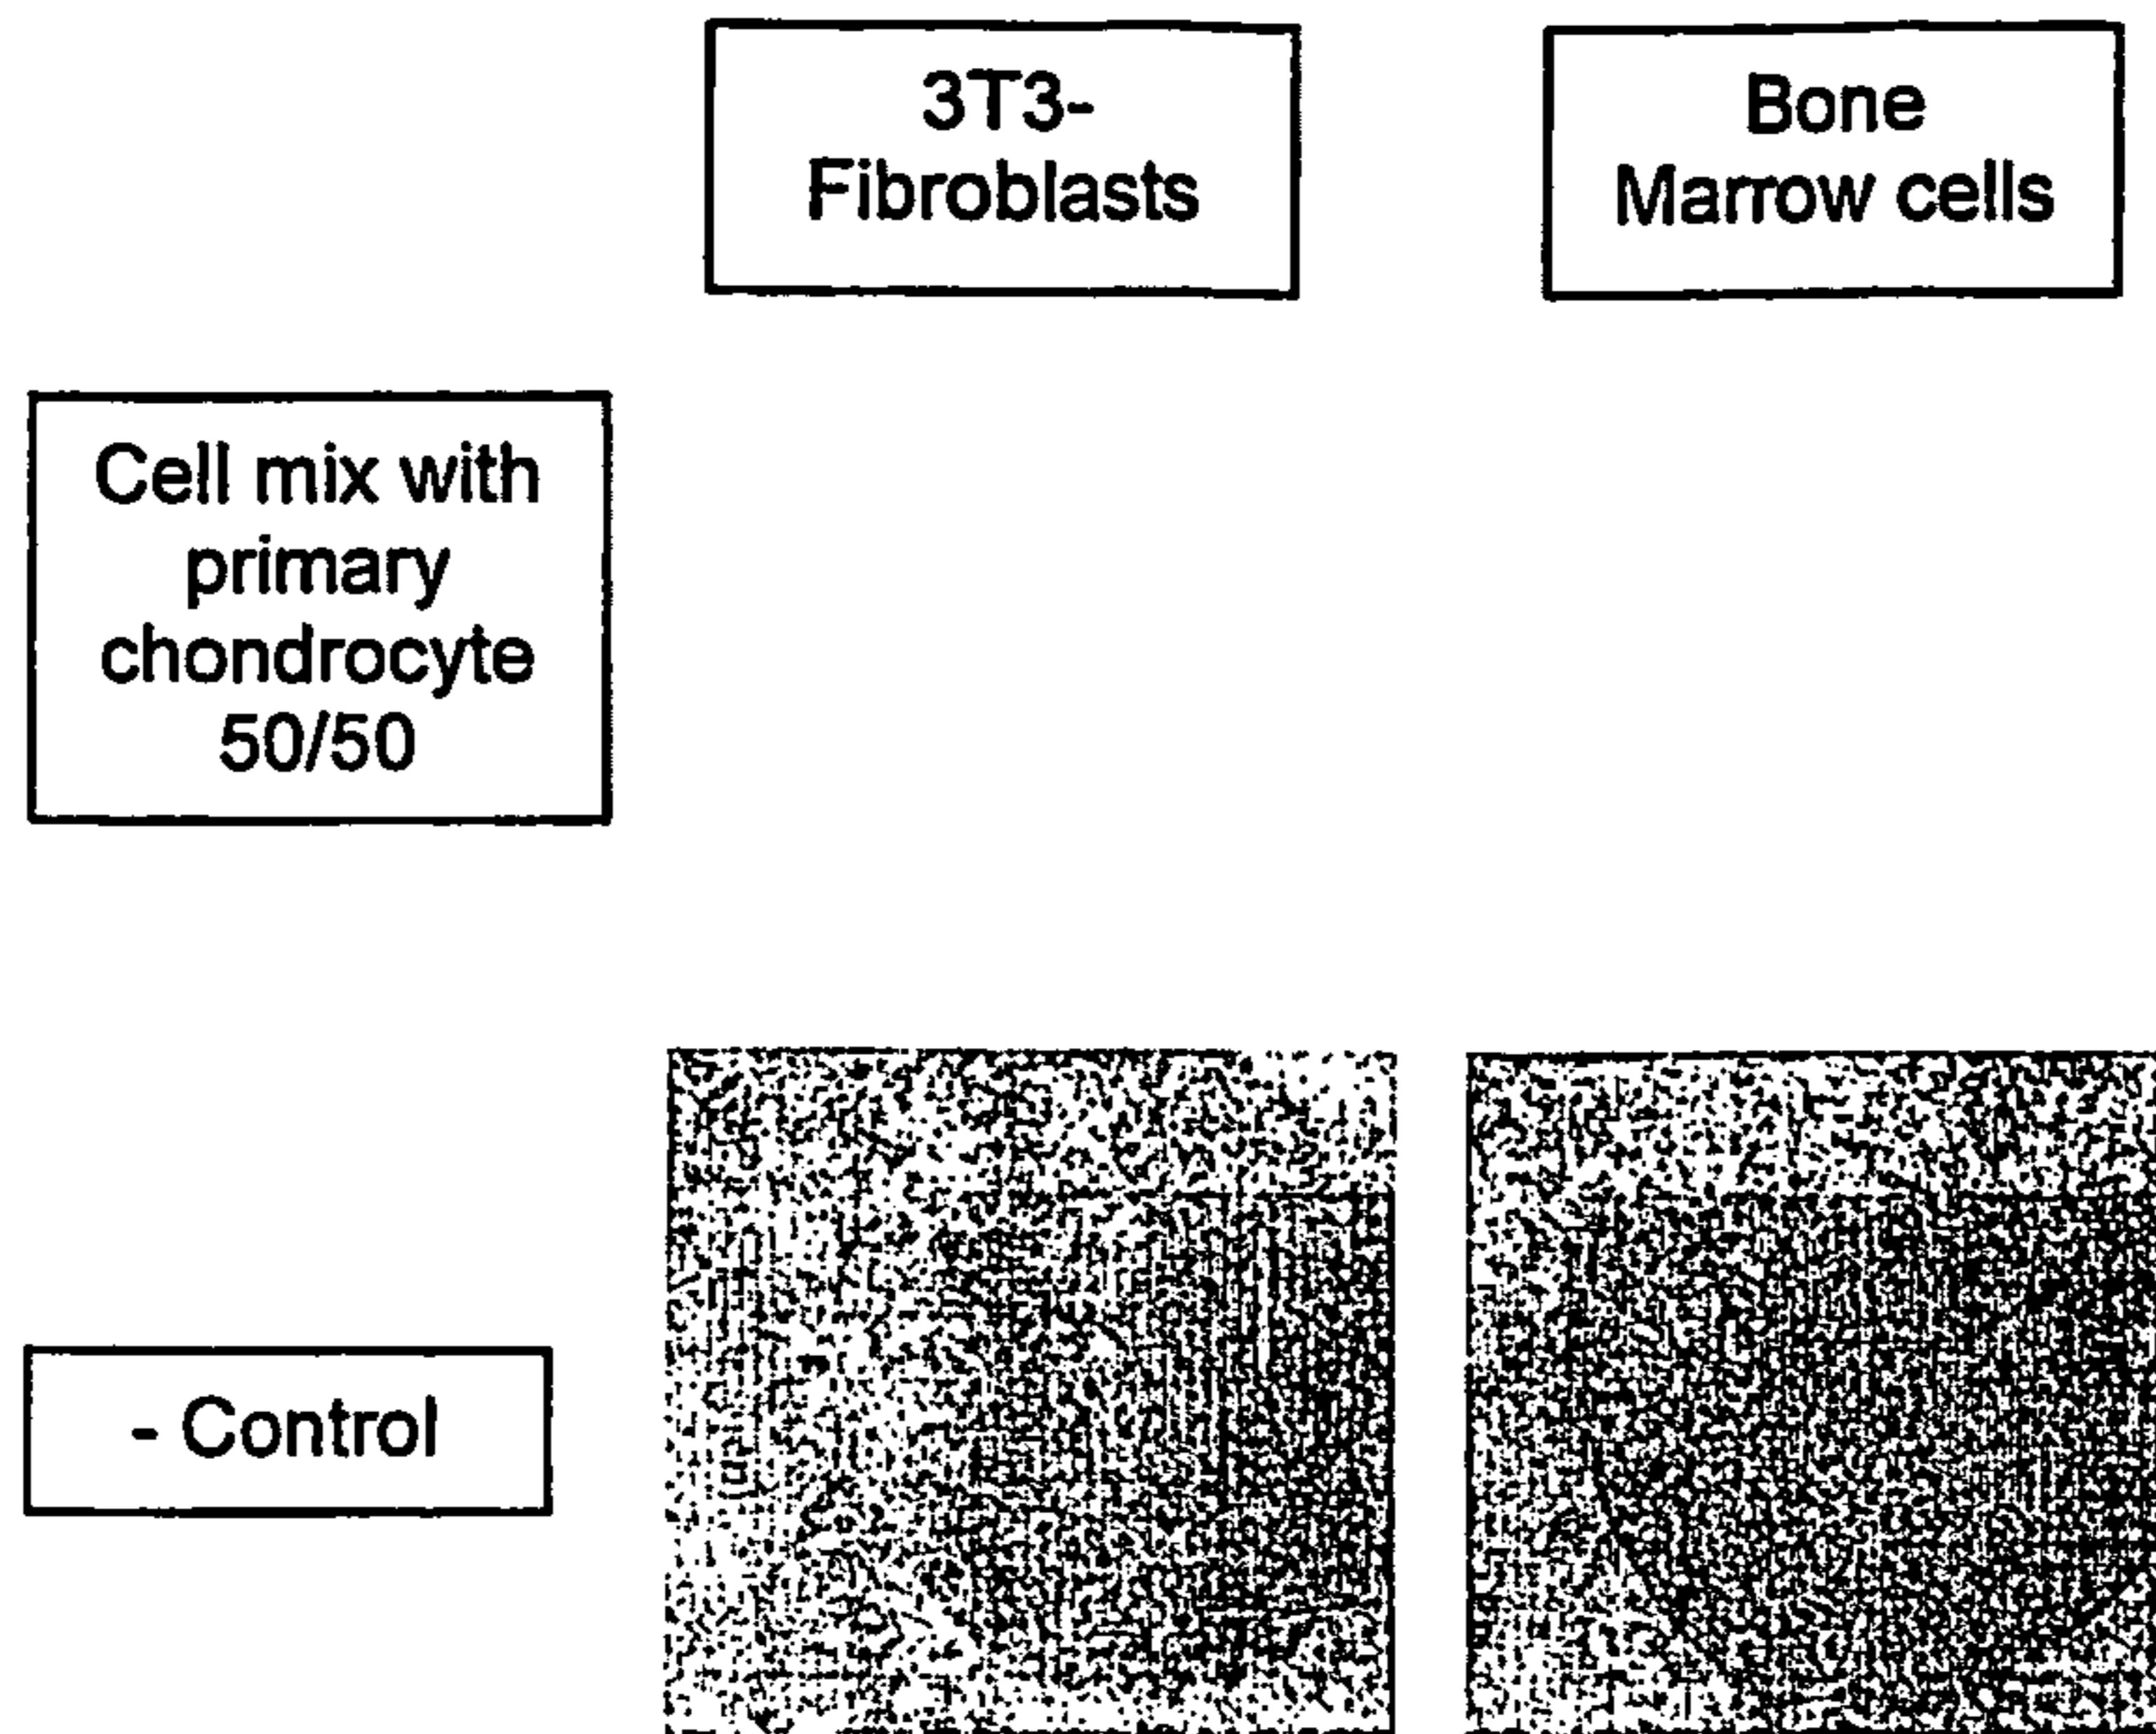 3T3-
Fibroblasts
Bone
Marrow cells
Cell mix with
primary
chondrocyte
50/50
- Control